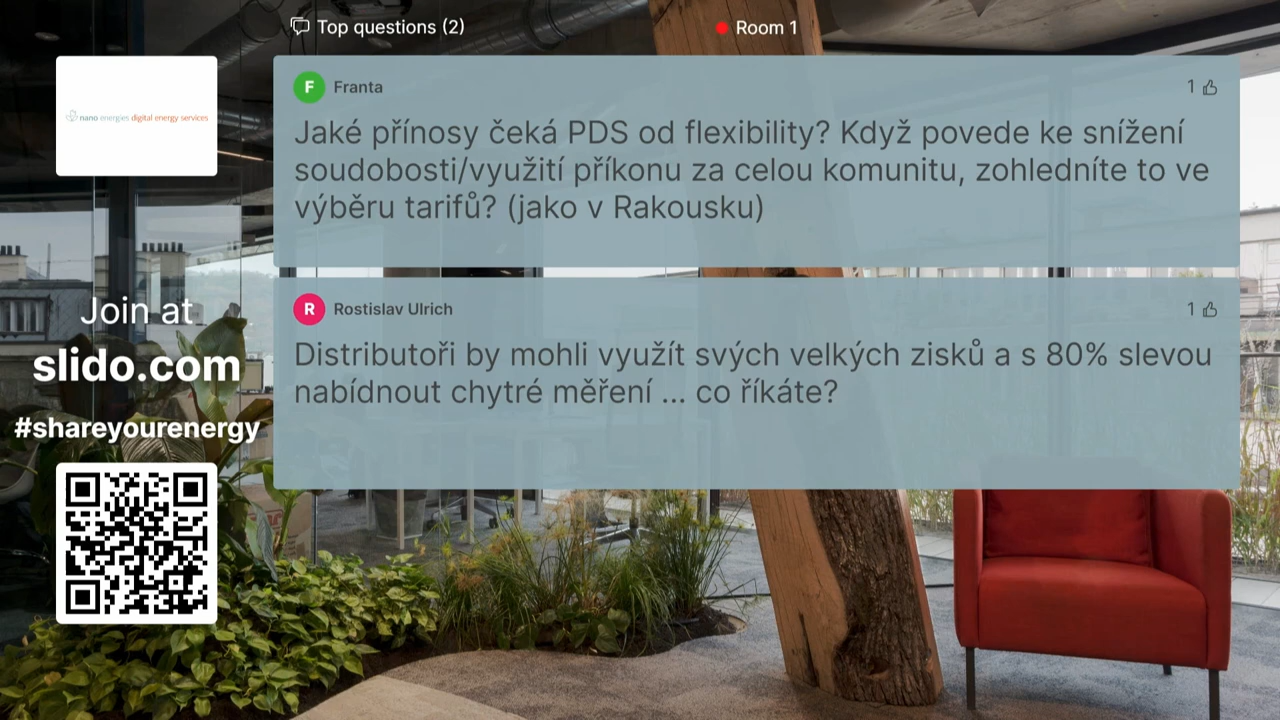 Top questions (2)
Room 1
nano energies digital energy services
F
Franta
1
Jaké přínosy čeká PDS od flexibility? Když povede ke snížení
soudobosti/využití příkonu za celou komunitu, zohledníte to ve
výběru tarifů? (jako v Rakousku)
R
Rostislav Ulrich
1
Distributoři by mohli využít svých velkých zisků a s 80% slevou
nabídnout chytré měření ... co říkáte?
Join at
slido.com
#shareyourenergy